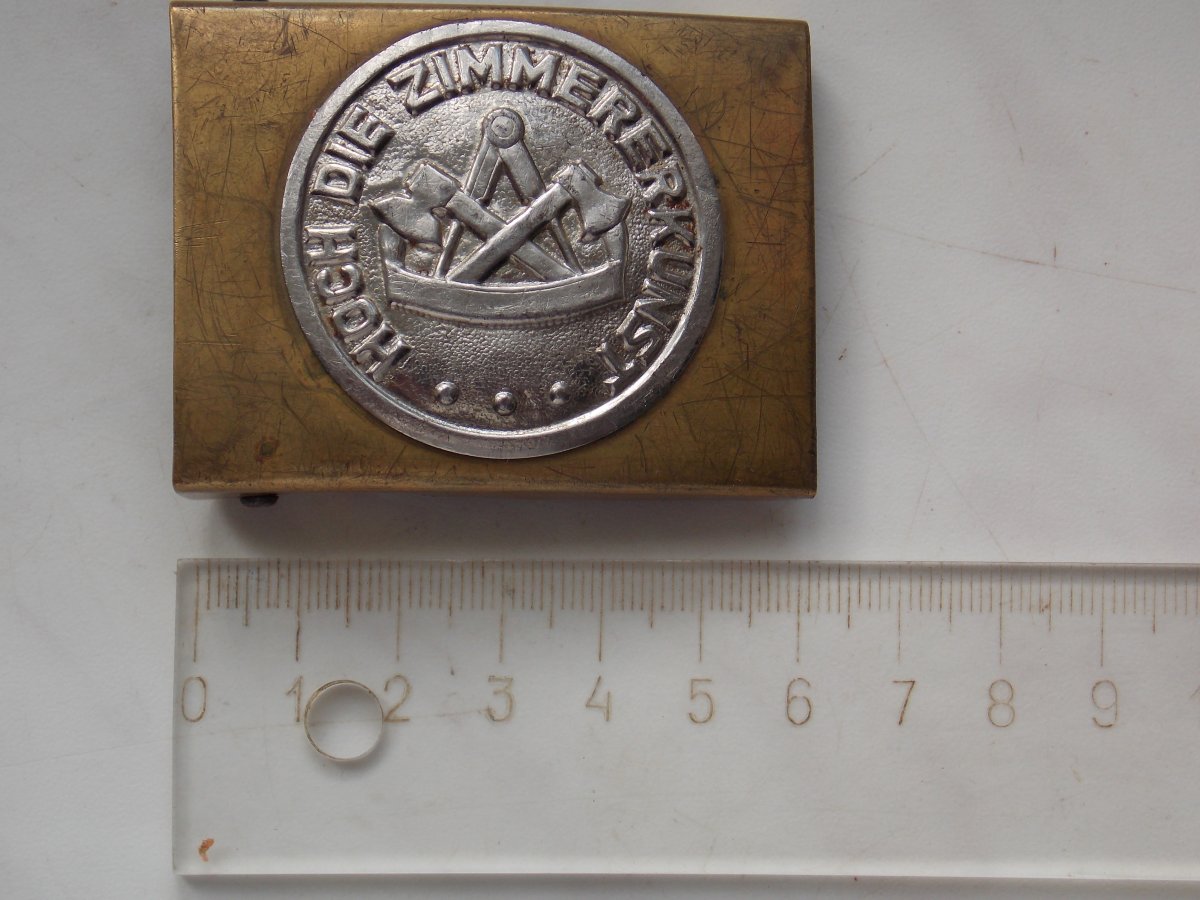 HOCH DIE ZIMMERERKUNST
0 1 2 3 4 5 6 7 8 9